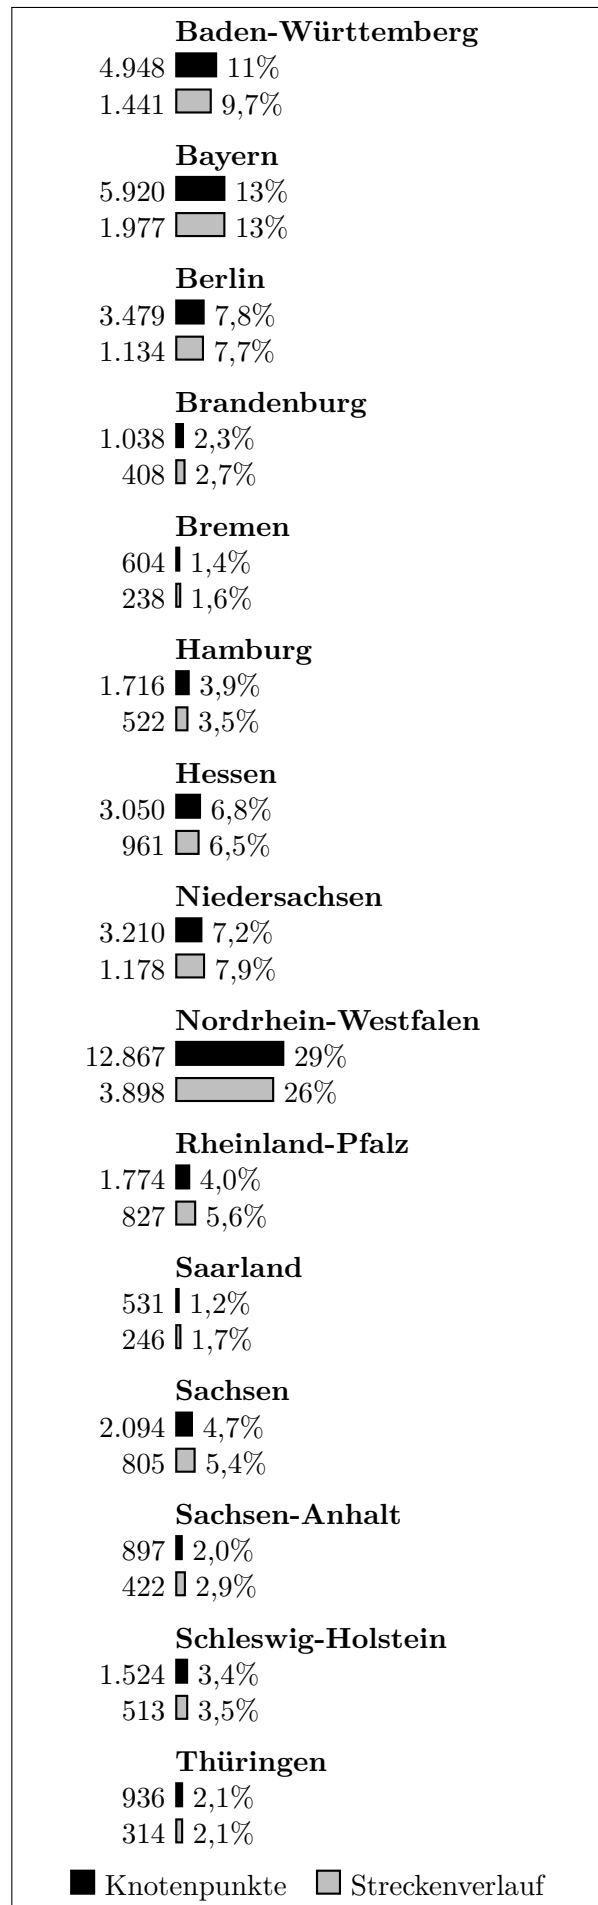 Baden-Württemberg
4.948 11%
1.441 9,7%
Bayern
5.920 13%
1.977 13%
Berlin
3.479 7,8%
1.134 7,7%
Brandenburg
1.038 2,3%
408 2,7%
Bremen
604 1,4%
238 1,6%
Hamburg
1.716 3,9%
522 3,5%
Hessen
3.050 6,8%
961 6,5%
Niedersachsen
3.210 7,2%
1.178 7,9%
Nordrhein-Westfalen
12.867 29%
3.898 26%
Rheinland-Pfalz
1.774 4,0%
827 5,6%
Saarland
531 1,2%
246 1,7%
Sachsen
2.094 4,7%
805 5,4%
Sachsen-Anhalt
897 2,0%
422 2,9%
Schleswig-Holstein
1.524 3,4%
513 3,5%
Thüringen
936 2,1%
314 2,1%
Knotenpunkte Streckenverlauf